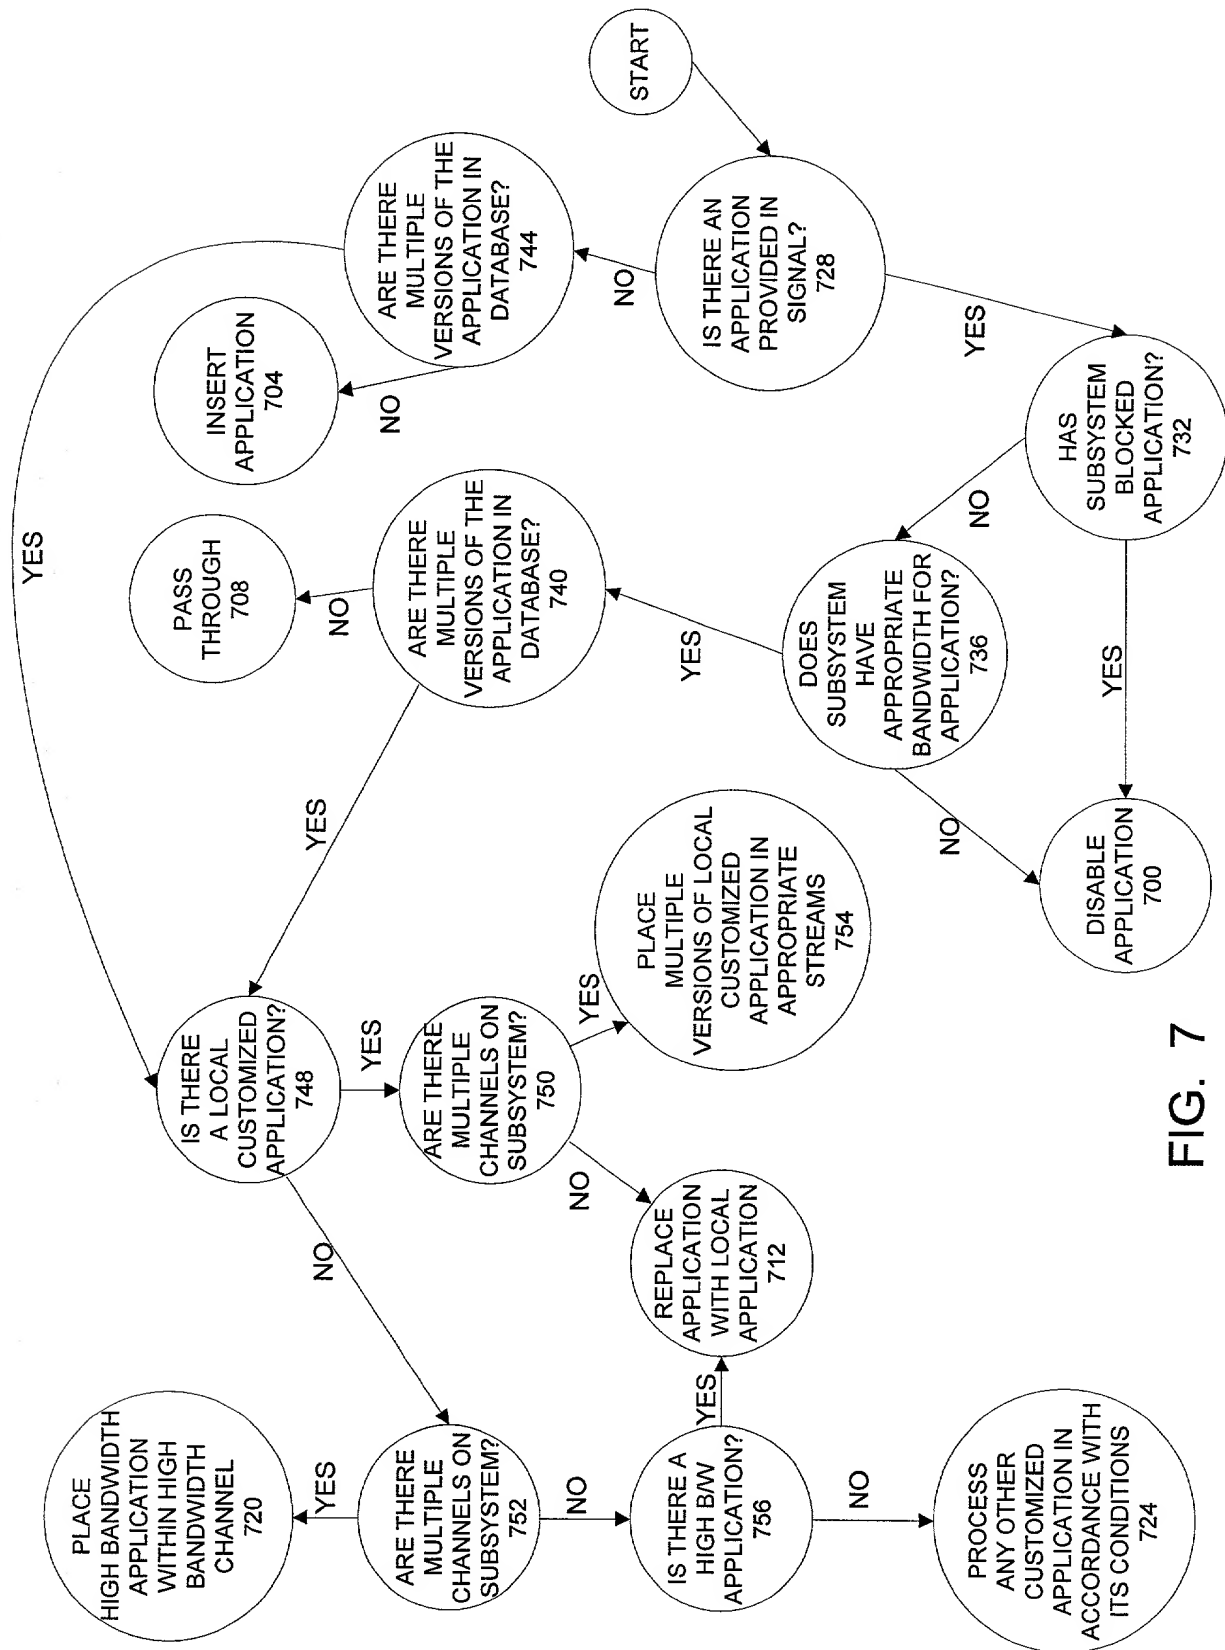 START
IS THERE AN
APPLICATION
PROVIDED IN
SIGNAL?
728
NO
YES
ARE THERE
MULTIPLE
VERSIONS OF THE
APPLICATION IN
DATABASE?
744
YES
NO
INSERT
APPLICATION
704
HAS
SUBSYSTEM
BLOCKED
APPLICATION?
732
NO
YES
DOES
SUBSYSTEM
HAVE
APPROPRIATE
BANDWIDTH FOR
APPLICATION?
736
YES
NO
ARE THERE
MULTIPLE
VERSIONS OF THE
APPLICATION IN
DATABASE?
740
NO
YES
PASS
THROUGH
708
DISABLE
APPLICATION
700
IS THERE
A LOCAL
CUSTOMIZED
APPLICATION?
748
YES
NO
ARE THERE
MULTIPLE
CHANNELS ON
SUBSYSTEM?
750
YES
NO
PLACE
MULTIPLE
VERSIONS OF LOCAL
CUSTOMIZED
APPLICATION IN
APPROPRIATE
STREAMS
754
REPLACE
APPLICATION
WITH LOCAL
APPLICATION
712
ARE THERE
MULTIPLE
CHANNELS ON
SUBSYSTEM?
752
YES
NO
PLACE
HIGH BANDWIDTH
APPLICATION
WITHIN HIGH
BANDWIDTH
CHANNEL
720
IS THERE A
HIGH B/W
APPLICATION?
756
YES
NO
PROCESS
ANY OTHER
CUSTOMIZED
APPLICATION IN
ACCORDANCE WITH
ITS CONDITIONS
724
FIG. 7